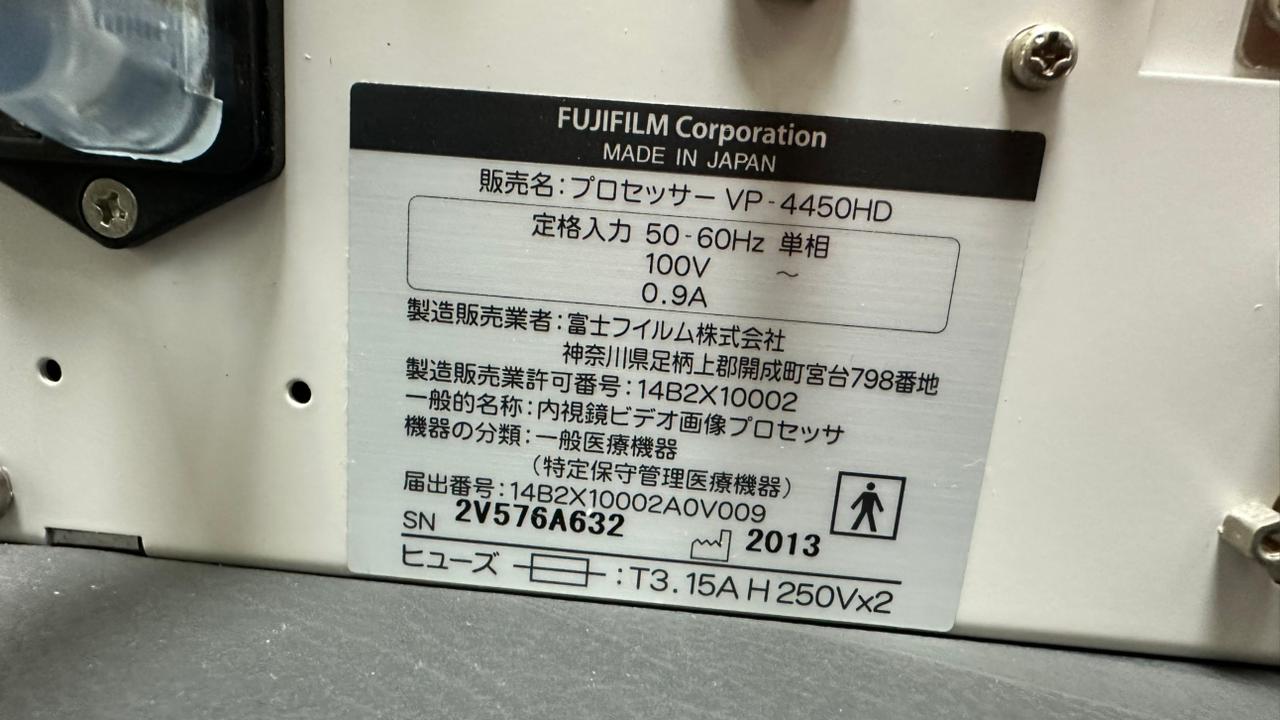 FUJIFILM Corporation
MADE IN JAPAN
販売名：プロセッサー VP-4450HD
定格入力 50-60Hz 単相
100V ～
0.9A
製造販売業者：富士フイルム株式会社
神奈川県足柄上郡開成町宮台798番地
製造販売業許可番号：14B2X10002
一般的名称：内視鏡ビデオ画像プロセッサ
機器の分類：一般医療機器
（特定保守管理医療機器）
届出番号：14B2X10002A0V009
SN 2V576A632 2013
ヒューズ ：T3.15A H 250Vx2